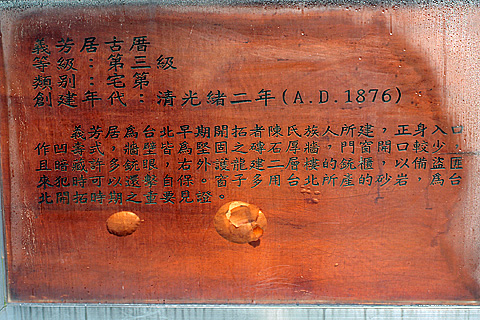 義芳居古厝
等級：第三級
類別：宅第
創建年代：清光緒二年(A.D.1876)
義芳居，為台北早期開拓者陳氏族人所建，正身入口
作凹壽式，牆壁皆為堅固之磚石厚牆，門窗開口較少，
且 許多銃眼， 右外護龍建二層樓的銃櫃，以備盜匪
來犯時可以還擊自保。窗子多用台北所產的砂岩，為台
北開拓時期之重要見證。